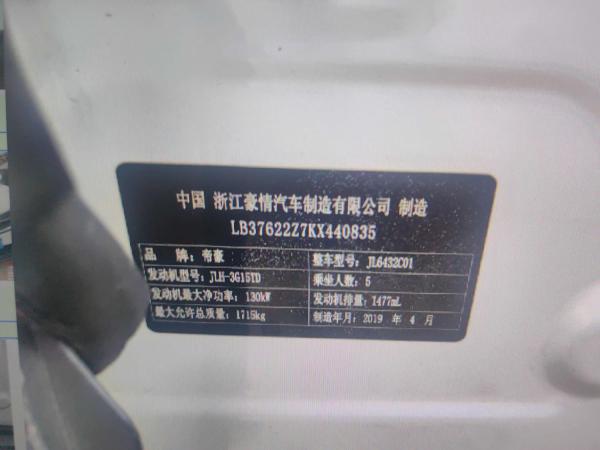 中国 浙江豪情汽车制造有限公司 制造
LB37622Z7KX440835
品 牌：帝豪 整车型号：JL6432C01
发动机型号：JLH-3G15TD 乘坐人数：5
发动机最大净功率：130kW 发动机排量：1477mL
最大允许总质量：1715kg 制造年月：2019 年 4 月